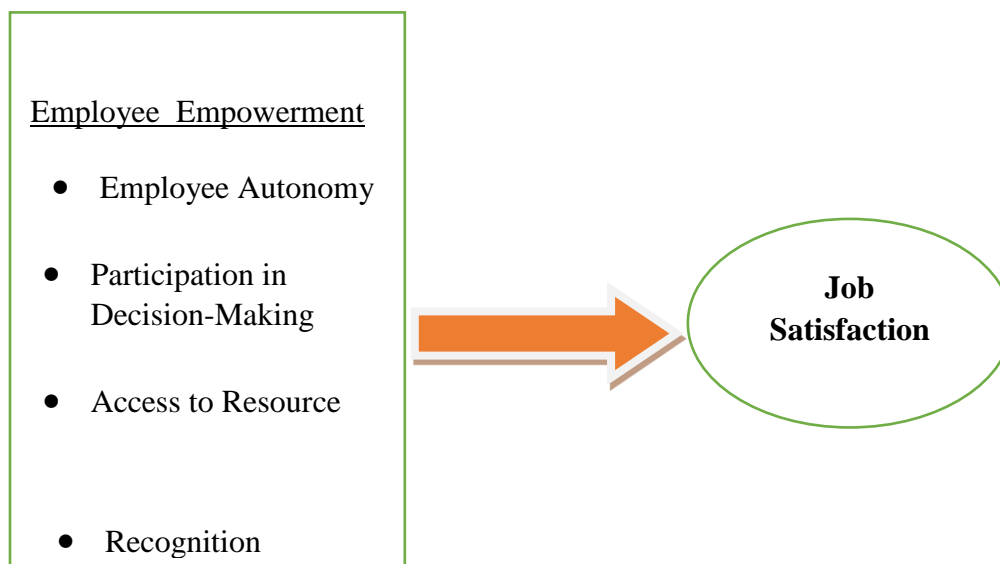 Employee Empowerment
● Employee Autonomy
● Participation in
Decision-Making
● Access to Resource
● Recognition
Job
Satisfaction